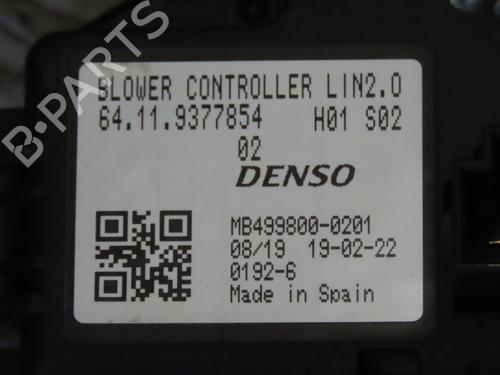 BLOWER CONTROLLER LIN2.0
64.11.9377854 H01 S02
02
DENSO
MB499800-0201
08/19 19-02-22
0192-6
Made in Spain
B-PARTS